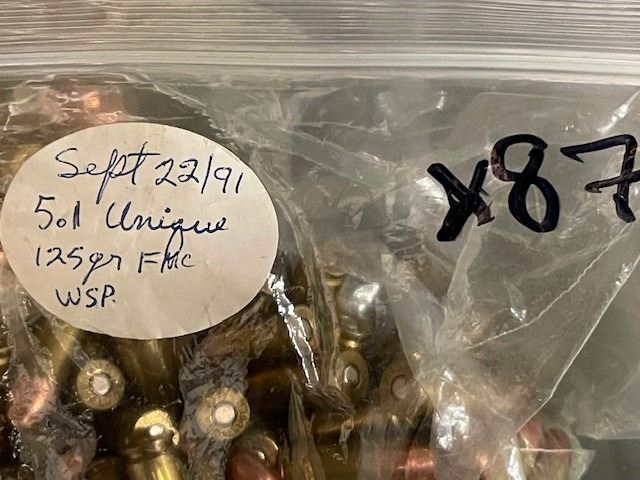 Sept 22/91
5.1 Unique
125gr FMC
WSP.
x87